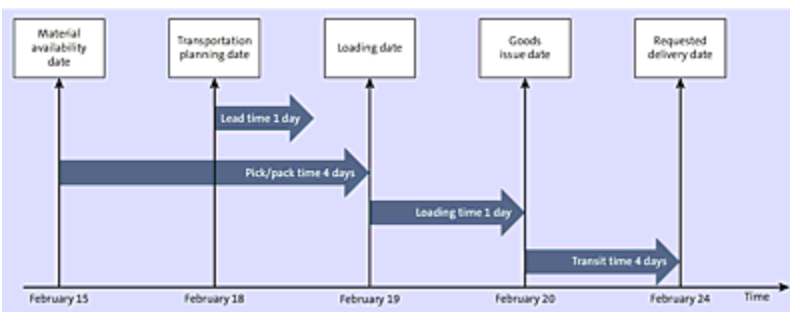 Material
availability
date
Transportation
planning date
Loading date
Goods
issue date
Requested
delivery date
Lead time 1 day
Pick/pack time 4 days
Loading time 1 day
Transit time 4 days
February 15
February 18
February 19
February 20
February 24
Time